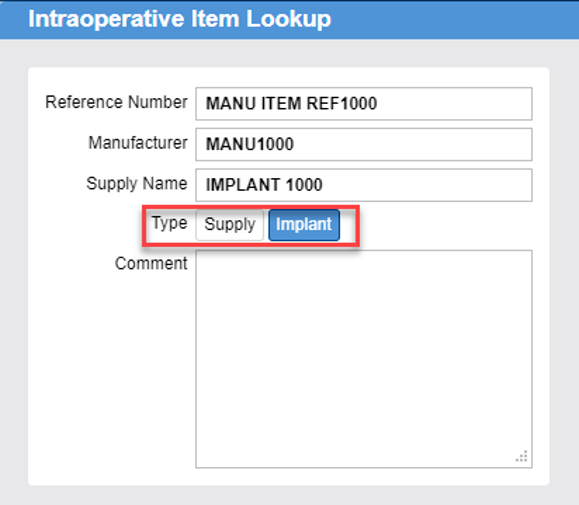 Intraoperative Item Lookup
Reference Number MANU ITEM REF1000
Manufacturer MANU1000
Supply Name IMPLANT 1000
Type Supply Implant
Comment